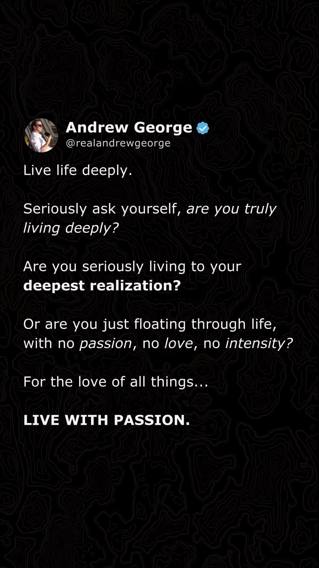 Andrew George
@realandrewgeorge
Live life deeply.
Seriously ask yourself, are you truly
living deeply?
Are you seriously living to your
deepest realization?
Or are you just floating through life,
with no passion, no love, no intensity?
For the love of all things...
LIVE WITH PASSION.